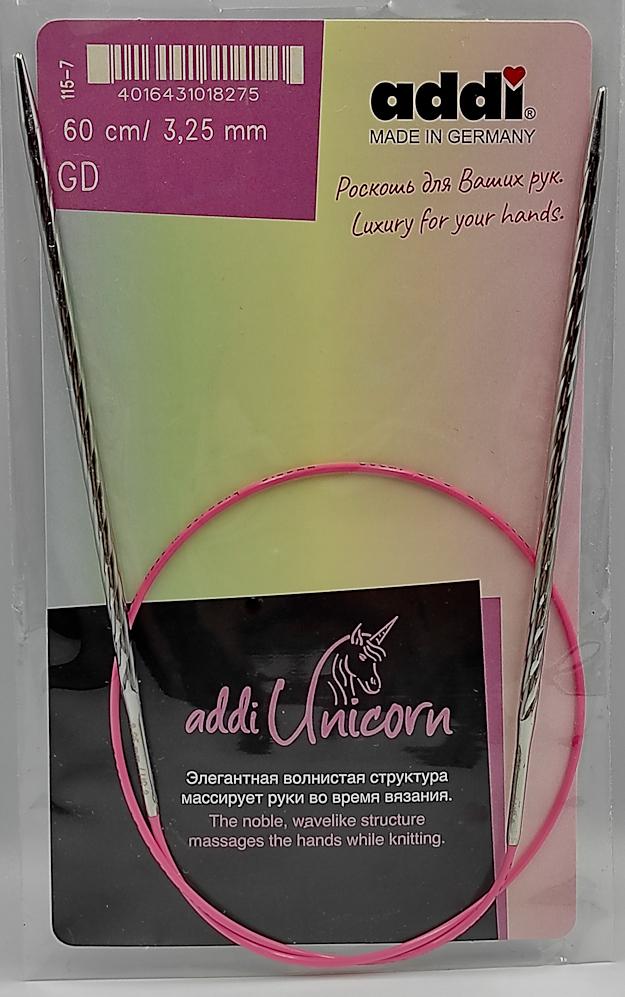 115-7
4016431018275
60 cm/ 3,25 mm
GD
addi®
MADE IN GERMANY
Роскошь для Ваших рук.
Luxury for your hands.
addi Unicorn
Элегантная волнистая структура
массирует руки во время вязания.
The noble, wavelike structure
massages the hands while knitting.